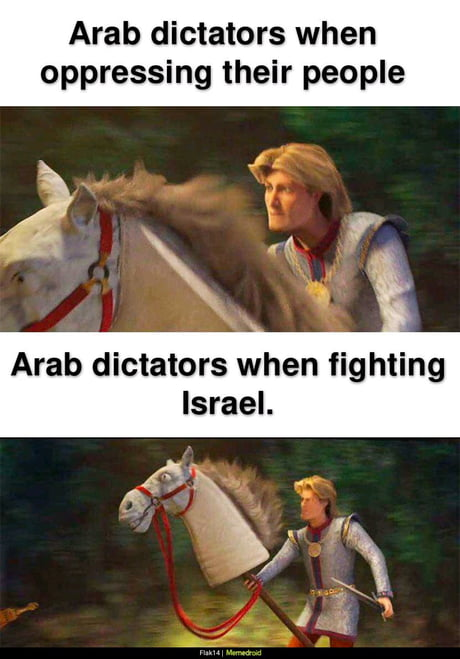 Arab dictators when
oppressing their people
Arab dictators when fighting
Israel.
Flak14 | Memedroid